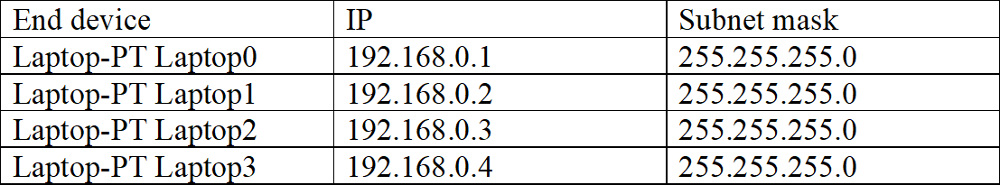 End device IP Subnet mask
Laptop-PT Laptop0 192.168.0.1 255.255.255.0
Laptop-PT Laptop1 192.168.0.2 255.255.255.0
Laptop-PT Laptop2 192.168.0.3 255.255.255.0
Laptop-PT Laptop3 192.168.0.4 255.255.255.0